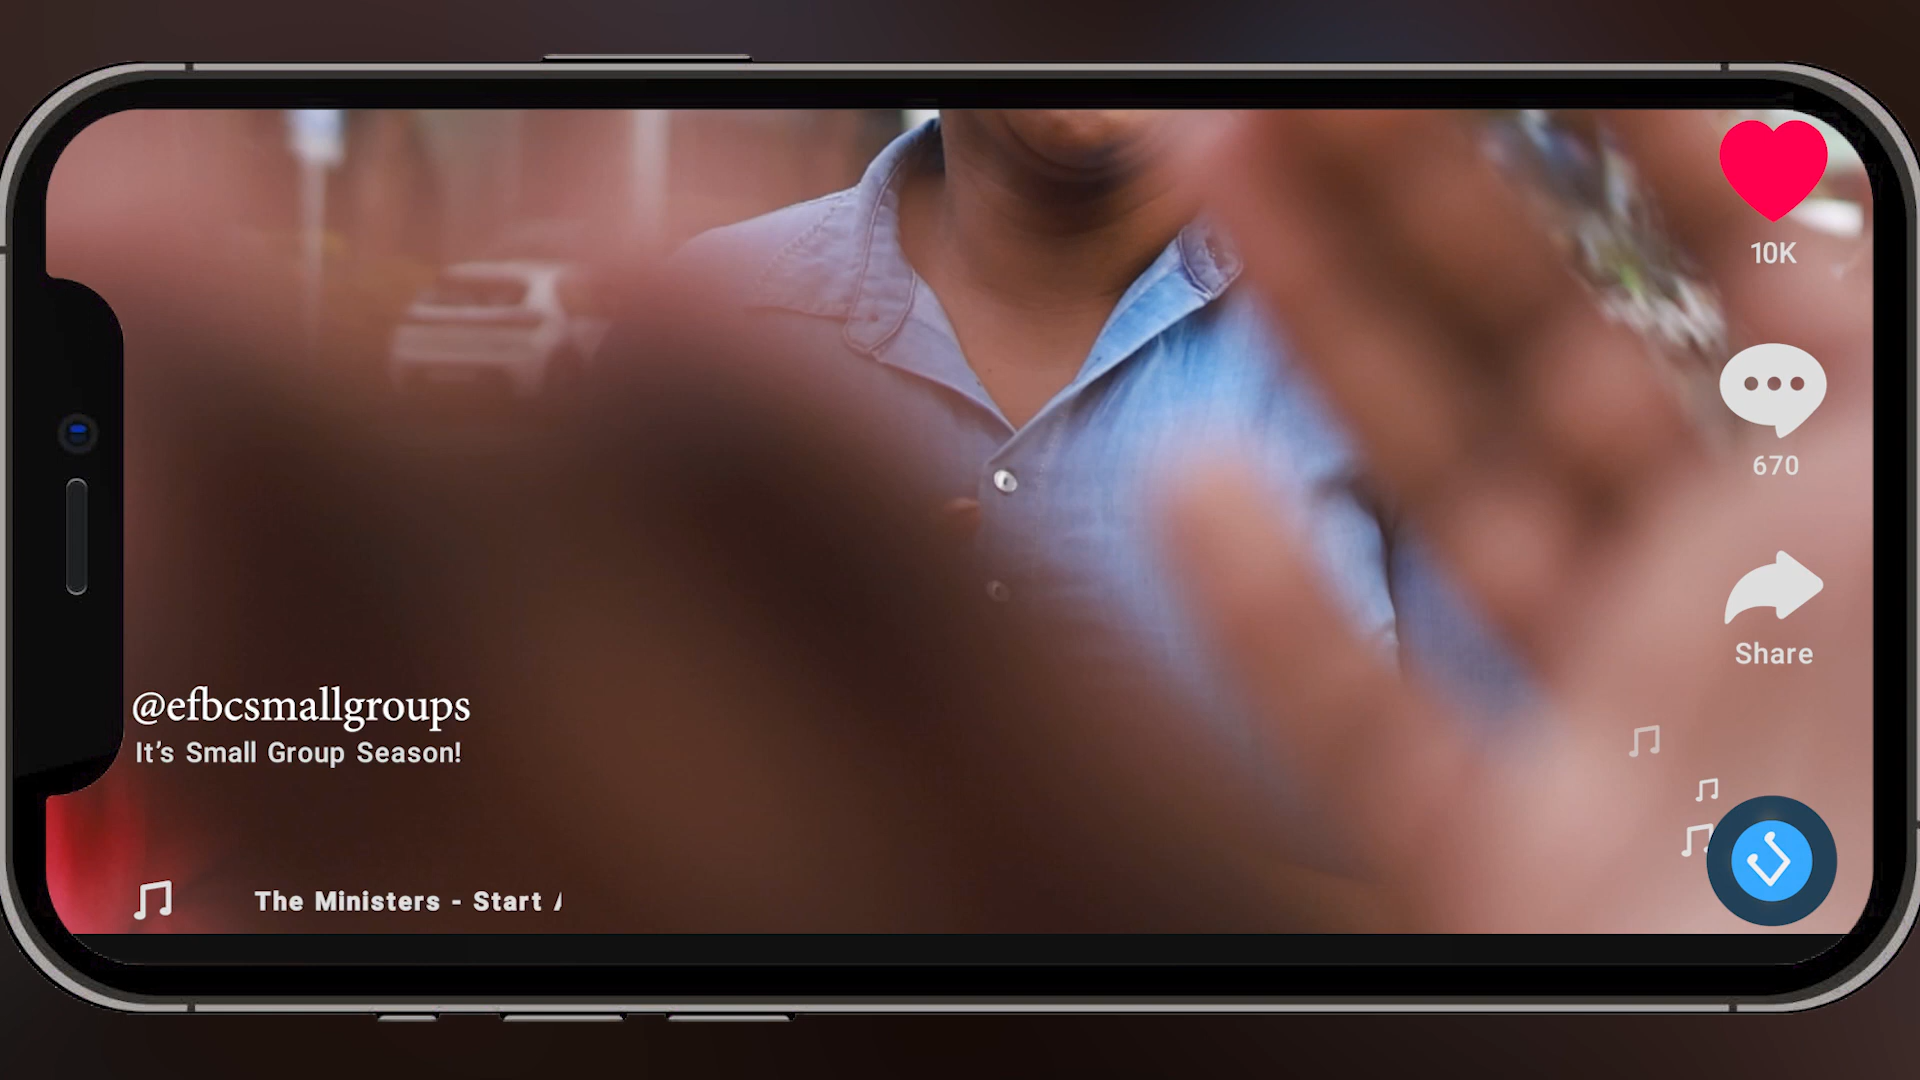 10K
670
Share
@efbcsmallgroups
It's Small Group Season!
The Ministers - Start